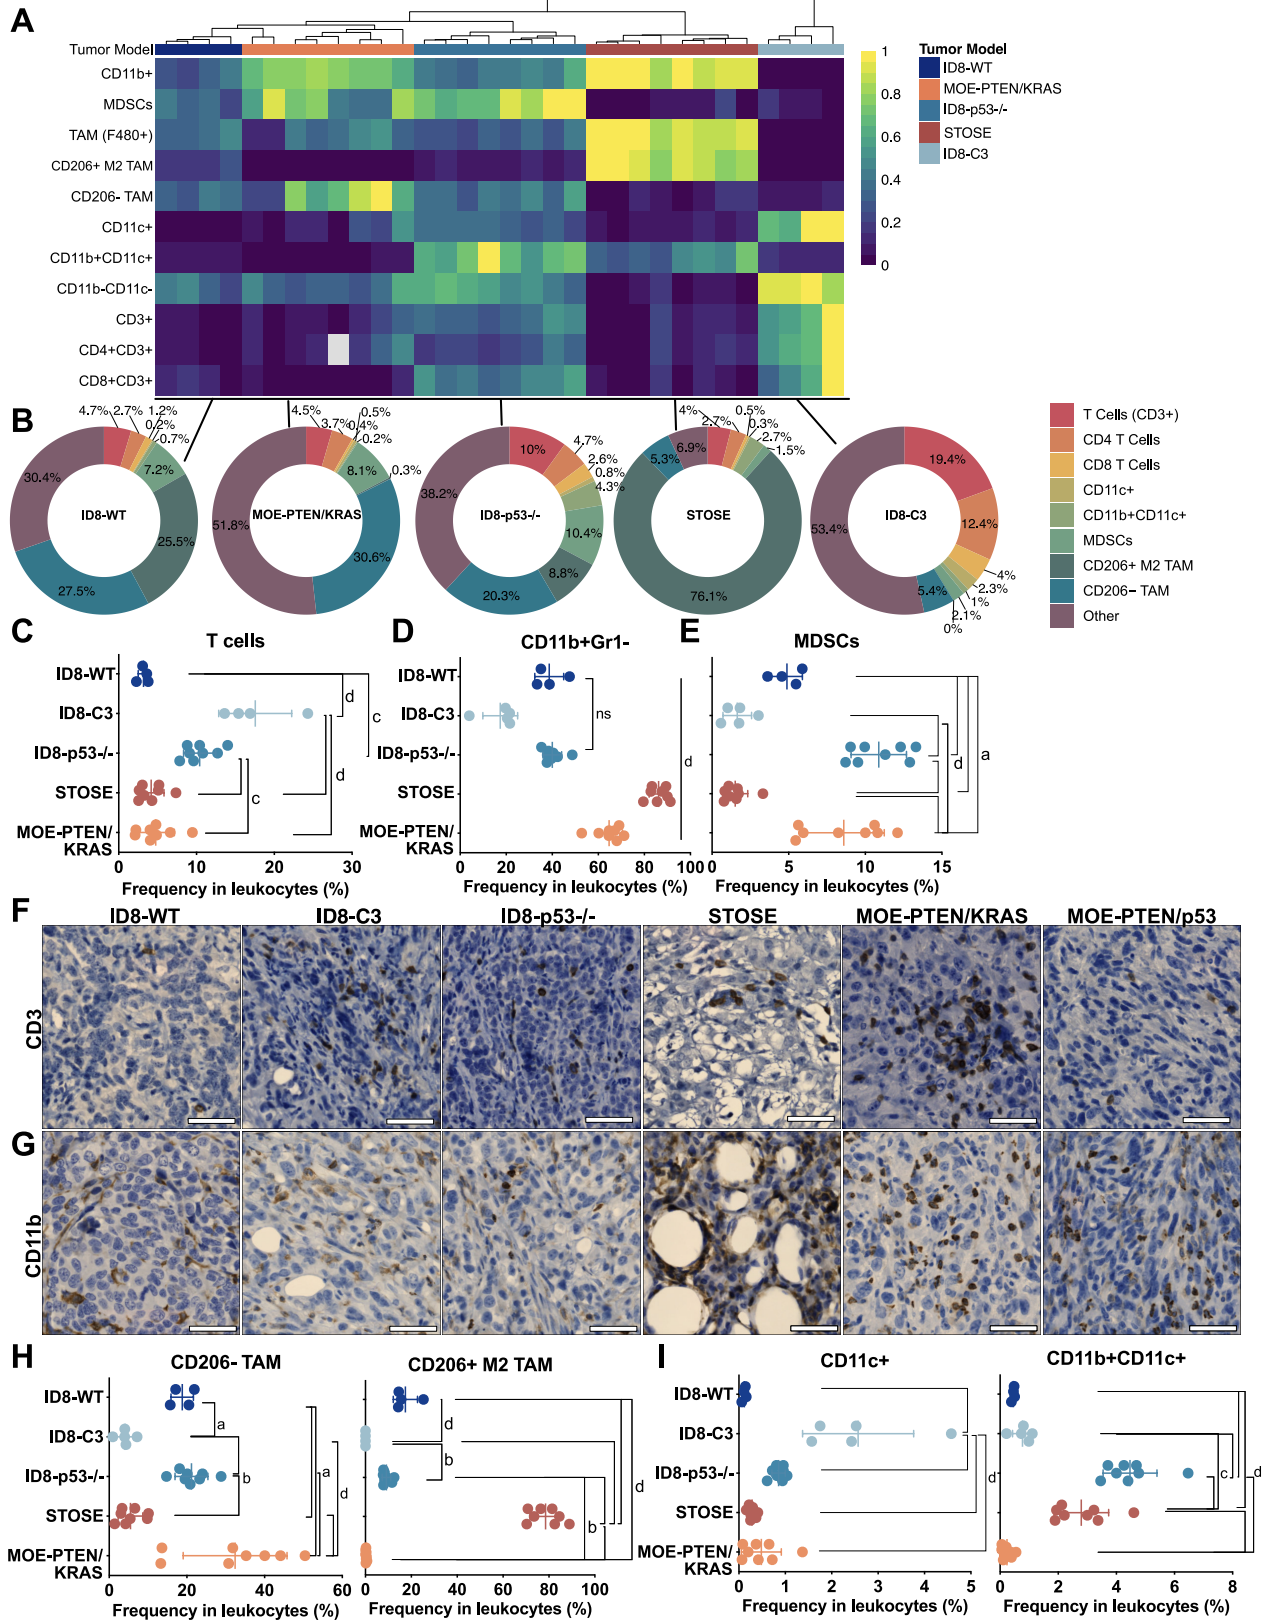 A
Tumor Model
CD11b+
MDSCs
TAM (F480+)
CD206+ M2 TAM
CD206- TAM
CD11c+
CD11b+CD11c+
CD11b-CD11c-
CD3+
CD4+CD3+
CD8+CD3+
1
0.8
0.6
0.4
0.2
0
Tumor Model
ID8-WT
MOE-PTEN/KRAS
ID8-p53-/-
STOSE
ID8-C3
B
4.7%
2.7%
1.2%
0.2%
0.7%
7.2%
25.5%
27.5%
30.4%
ID8-WT
4.5%
3.7%
0.5%
0.4%
0.2%
8.1%
0.3%
30.6%
51.8%
MOE-PTEN/KRAS
10%
4.7%
2.6%
0.8%
4.3%
10.4%
8.8%
20.3%
38.2%
ID8-p53-/-
4%
2.7%
0.5%
0.3%
2.7%
1.5%
76.1%
5.3%
6.9%
STOSE
19.4%
12.4%
4%
2.3%
1%
2.1%
0%
5.4%
53.4%
ID8-C3
T Cells (CD3+)
CD4 T Cells
CD8 T Cells
CD11c+
CD11b+CD11c+
MDSCs
CD206+ M2 TAM
CD206− TAM
Other
C
T cells
ID8-WT
ID8-C3
ID8-p53-/-
STOSE
MOE-PTEN/
KRAS
d
c
d
c
0 10 20 30
Frequency in leukocytes (%)
D
CD11b+Gr1-
ID8-WT
ID8-C3
ID8-p53-/-
STOSE
MOE-PTEN/
KRAS
ns
d
0 20 40 60 80 100
Frequency in leukocytes (%)
E
MDSCs
d
a
0 5 10 15
Frequency in leukocytes (%)
F
ID8-WT ID8-C3 ID8-p53-/- STOSE MOE-PTEN/KRAS MOE-PTEN/p53
CD3
G
CD11b
H
CD206- TAM
ID8-WT
ID8-C3
ID8-p53-/-
STOSE
MOE-PTEN/
KRAS
a
b
a
d
0 20 40 60
Frequency in leukocytes (%)
CD206+ M2 TAM
d
b
b
d
0 20 40 60 80 100
Frequency in leukocytes (%)
I
CD11c+
ID8-WT
ID8-C3
ID8-p53-/-
STOSE
MOE-PTEN/
KRAS
d
0 1 2 3 4 5
Frequency in leukocytes (%)
CD11b+CD11c+
c
d
0 2 4 6 8
Frequency in leukocytes (%)